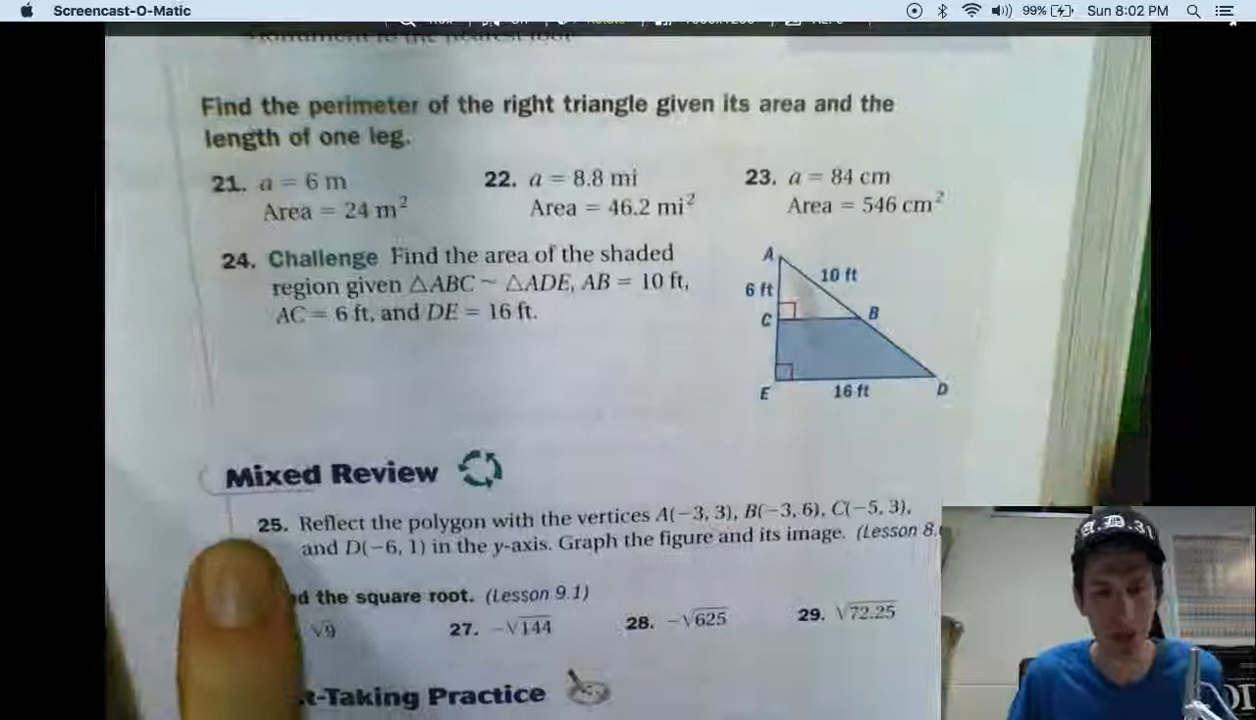 Screencast-O-Matic
99%
Sun 8:02 PM
Monument to the nearest foot
Find the perimeter of the right triangle given its area and the
length of one leg.
21. a = 6 m
Area = 24 m²
22. a = 8.8 mi
Area = 46.2 mi²
23. a = 84 cm
Area = 546 cm²
24. Challenge Find the area of the shaded
region given △ABC ~ △ADE, AB = 10 ft,
AC = 6 ft, and DE = 16 ft.
A
10 ft
6 ft
C
B
E
16 ft
D
Mixed Review
25. Reflect the polygon with the vertices A(−3, 3), B(−3, 6), C(−5, 3),
and D(−6, 1) in the y-axis. Graph the figure and its image. (Lesson 8.
the square root. (Lesson 9.1)
√9
27. −√144
28. −√625
29. √72.25
-Taking Practice